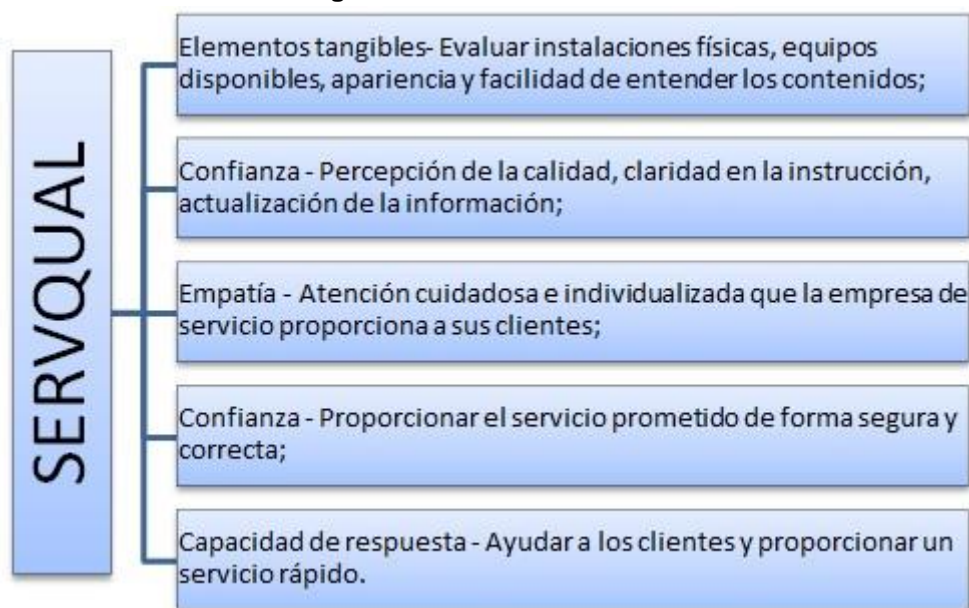 SERVQUAL
Elementos tangibles- Evaluar instalaciones físicas, equipos
disponibles, apariencia y facilidad de entender los contenidos;
Confianza - Percepción de la calidad, claridad en la instrucción,
actualización de la información;
Empatía - Atención cuidadosa e individualizada que la empresa de
servicio proporciona a sus clientes;
Confianza - Proporcionar el servicio prometido de forma segura y
correcta;
Capacidad de respuesta - Ayudar a los clientes y proporcionar un
servicio rápido.